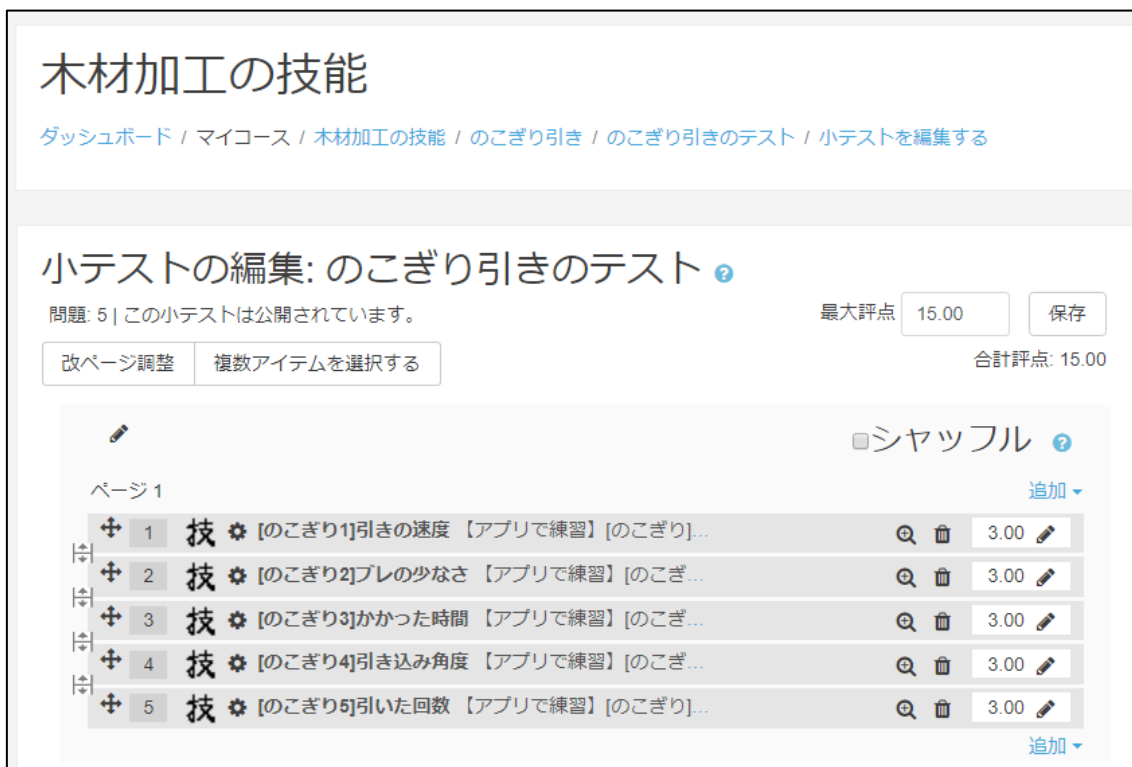 木材加工の技能
ダッシュボード / マイコース / 木材加工の技能 / のこぎり引き / のこぎり引きのテスト / 小テストを編集する
小テストの編集: のこぎり引きのテスト
問題: 5 | この小テストは公開されています。
最大評点 15.00 保存
改ページ調整 複数アイテムを選択する
合計評点: 15.00
シャッフル
ページ 1
追加
1 技 [のこぎり1]引きの速度 【アプリで練習】[のこぎり]... 3.00
2 技 [のこぎり2]ブレの少なさ 【アプリで練習】[のこぎ... 3.00
3 技 [のこぎり3]かかった時間 【アプリで練習】[のこぎ... 3.00
4 技 [のこぎり4]引き込み角度 【アプリで練習】[のこぎ... 3.00
5 技 [のこぎり5]引いた回数 【アプリで練習】[のこぎり]... 3.00
追加